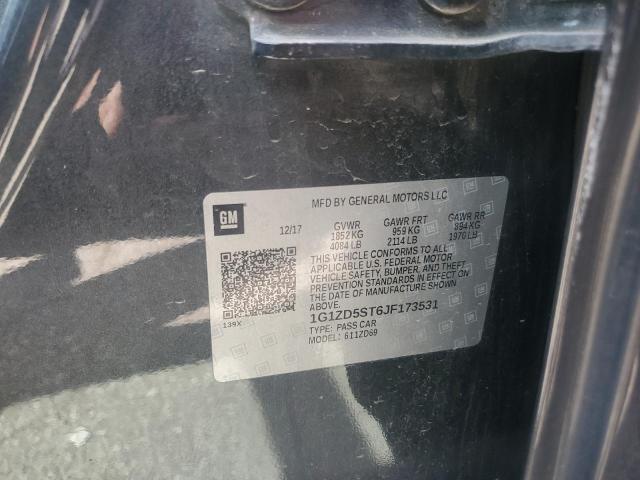 MFD BY GENERAL MOTORS LLC
GM
12/17 GVWR GAWR FRT GAWR RR
1852 KG 959 KG 894 KG
4084 LB 2114 LB 1970 LB
THIS VEHICLE CONFORMS TO ALL
APPLICABLE U.S. FEDERAL MOTOR
VEHICLE SAFETY, BUMPER, AND THEFT
PREVENTION STANDARDS IN EFFECT ON
THE DATE OF MANUFACTURE SHOWN
ABOVE.
1G1ZD5ST6JF173531
139X
TYPE: PASS CAR
MODEL: 611ZD69